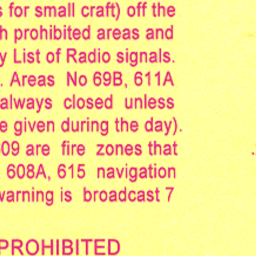 for small craft) off the
prohibited areas and
List of Radio signals.
. Areas No 69B, 611A
always closed unless
given during the day).
09 are fire zones that
608A, 615 navigation
warning is broadcast 7
PROHIBITED